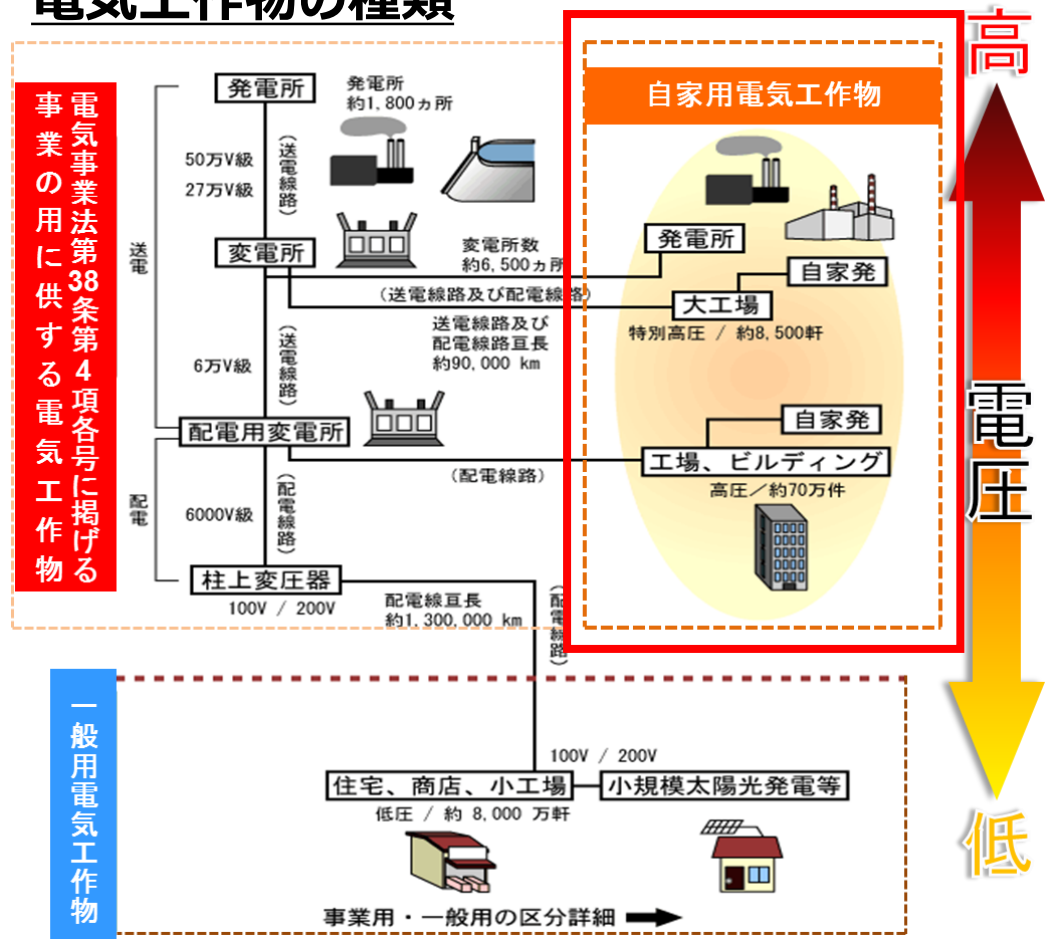 電気工作物の種類
電気事業法第38条第4項各号に掲げる
事業の用に供する電気工作物
発電所
発電所
約1,800ヵ所
50万V級
27万V級
(送電線路)
送電
変電所
変電所数
約6,500ヵ所
(送電線路及び配電線路)
送電線路及び
配電線路亘長
約90,000 km
6万V級
(送電線路)
配電用変電所
(配電線路)
配電
6000V級
(配電線路)
柱上変圧器
100V / 200V
配電線亘長
約1,300,000 km
(配電線路)
自家用電気工作物
発電所
自家発
大工場
特別高圧 / 約8,500軒
自家発
工場、ビルディング
高圧/約70万件
高
電圧
低
一般用電気工作物
100V / 200V
住宅、商店、小工場
小規模太陽光発電等
低圧 / 約 8,000 万軒
事業用・一般用の区分詳細